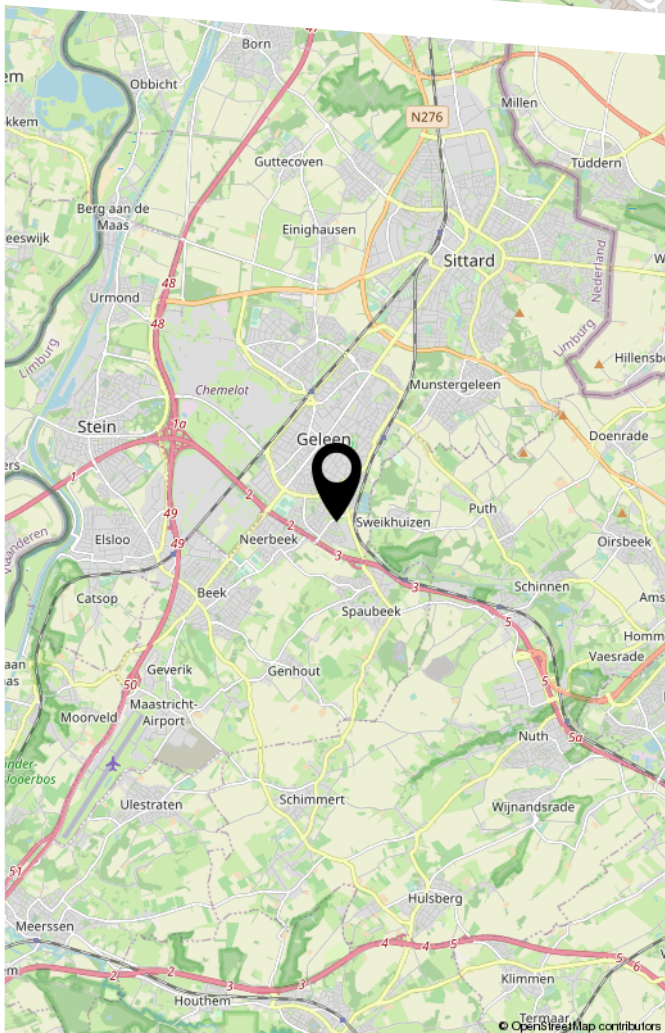 47
Born
Obbicht
Millen
N276
Guttecoven
Tüddern
Berg aan de
Maas
Einighausen
Sittard
Nederland
Limburg
48
Urmond
48
Limburg
Chemelot
Munstergeleen
Stein
1a
Geleen
Doenrade
1
2
49
2
Sweikhuizen
Puth
Oirsbeek
Elsloo
49
Neerbeek
3
Vlaanderen
Catsop
Beek
3
Schinnen
Spaubeek
5
Geverik
Genhout
Vaesrade
50
5
Moorveld
Maastricht-
Airport
5a
Nuth
Ulestraten
Schimmert
Wijnandsrade
51
Hulsberg
Meerssen
4
4
5
5
6
2
2
3
3
Klimmen
Houthem
Termaar
© OpenStreetMap contributors